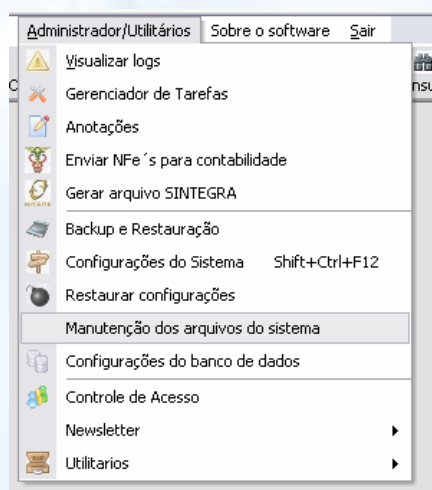 Administrador/Utilitários Sobre o software Sair
Visualizar logs
Gerenciador de Tarefas
Anotações
Enviar NFe´s para contabilidade
Gerar arquivo SINTEGRA
Backup e Restauração
Configurações do Sistema Shift+Ctrl+F12
Restaurar configurações
Manutenção dos arquivos do sistema
Configurações do banco de dados
Controle de Acesso
Newsletter
Utilitarios